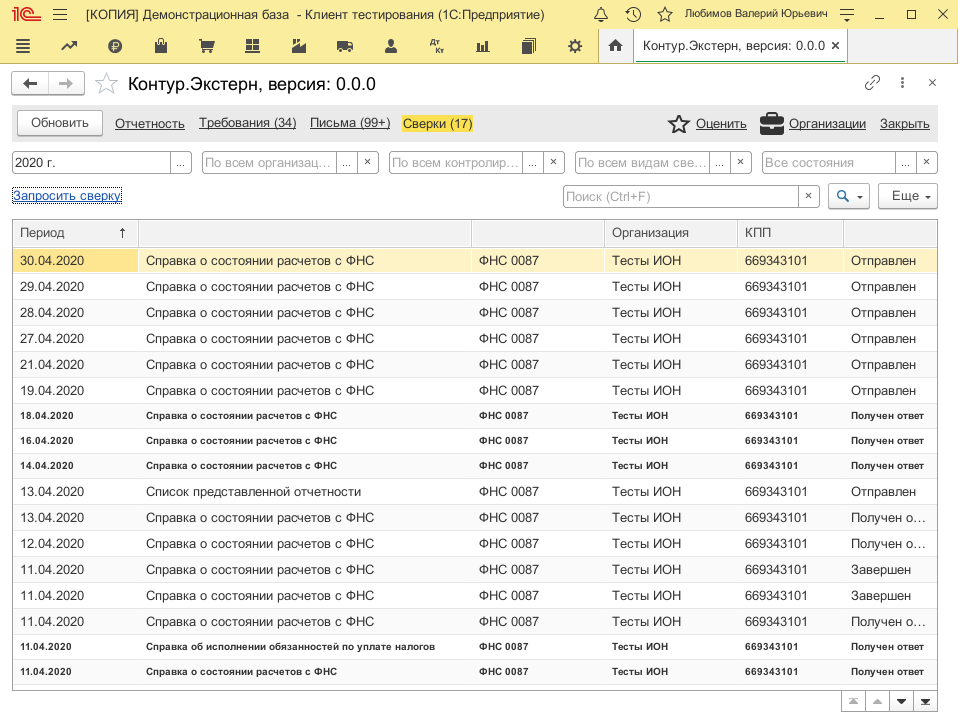 1С [КОПИЯ] Демонстрационная база - Клиент тестирования (1С:Предприятие) Любимов Валерий Юрьевич
Дт Кт Контур.Экстерн, версия: 0.0.0 ×
Контур.Экстерн, версия: 0.0.0
Обновить Отчетность Требования (34) Письма (99+) Сверки (17) Оценить Организации Закрыть
2020 г. ... По всем организац... ... × По всем контролир... ... × По всем видам све... ... × Все состояния ... ×
Запросить сверку Поиск (Ctrl+F) × Еще
Период ↑ Организация КПП
30.04.2020 Справка о состоянии расчетов с ФНС ФНС 0087 Тесты ИОН 669343101 Отправлен
29.04.2020 Справка о состоянии расчетов с ФНС ФНС 0087 Тесты ИОН 669343101 Отправлен
28.04.2020 Справка о состоянии расчетов с ФНС ФНС 0087 Тесты ИОН 669343101 Отправлен
27.04.2020 Справка о состоянии расчетов с ФНС ФНС 0087 Тесты ИОН 669343101 Отправлен
21.04.2020 Справка о состоянии расчетов с ФНС ФНС 0087 Тесты ИОН 669343101 Отправлен
19.04.2020 Справка о состоянии расчетов с ФНС ФНС 0087 Тесты ИОН 669343101 Отправлен
18.04.2020 Справка о состоянии расчетов с ФНС ФНС 0087 Тесты ИОН 669343101 Получен ответ
16.04.2020 Справка о состоянии расчетов с ФНС ФНС 0087 Тесты ИОН 669343101 Получен ответ
14.04.2020 Справка о состоянии расчетов с ФНС ФНС 0087 Тесты ИОН 669343101 Получен ответ
13.04.2020 Список представленной отчетности ФНС 0087 Тесты ИОН 669343101 Отправлен
13.04.2020 Справка о состоянии расчетов с ФНС ФНС 0087 Тесты ИОН 669343101 Получен о...
12.04.2020 Справка о состоянии расчетов с ФНС ФНС 0087 Тесты ИОН 669343101 Получен о...
11.04.2020 Справка о состоянии расчетов с ФНС ФНС 0087 Тесты ИОН 669343101 Завершен
11.04.2020 Справка о состоянии расчетов с ФНС ФНС 0087 Тесты ИОН 669343101 Завершен
11.04.2020 Справка о состоянии расчетов с ФНС ФНС 0087 Тесты ИОН 669343101 Получен о...
11.04.2020 Справка об исполнении обязанностей по уплате налогов ФНС 0087 Тесты ИОН 669343101 Получен ответ
11.04.2020 Справка о состоянии расчетов с ФНС ФНС 0087 Тесты ИОН 669343101 Получен ответ